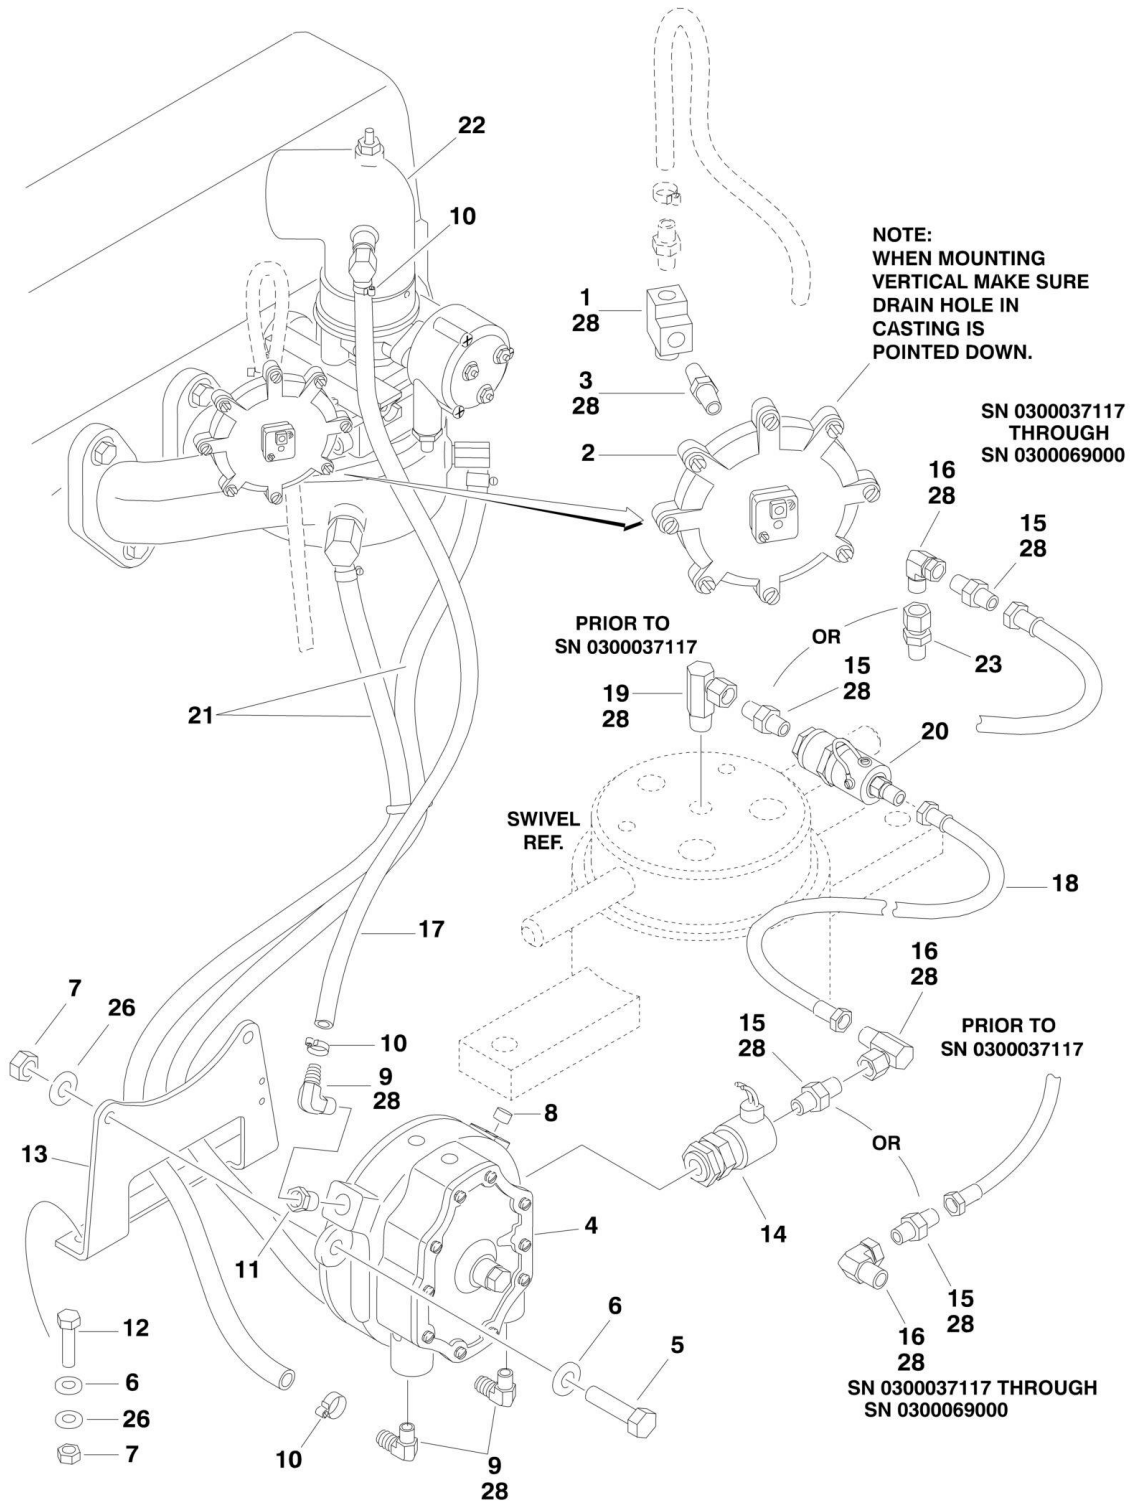 22
10
NOTE:
WHEN MOUNTING
VERTICAL MAKE SURE
DRAIN HOLE IN
CASTING IS
POINTED DOWN.
1
28
3
28
2
SN 0300037117
THROUGH
SN 0300069000
16
28
15
28
PRIOR TO
SN 0300037117
OR
23
19
28
15
28
21
20
SWIVEL
REF.
18
17
16
28
7
26
15
28
PRIOR TO
SN 0300037117
10
9
28
8
OR
13
4
14
11
15
28
12
6
5
16
28
6
SN 0300037117 THROUGH
SN 0300069000
26
7
10
9
28